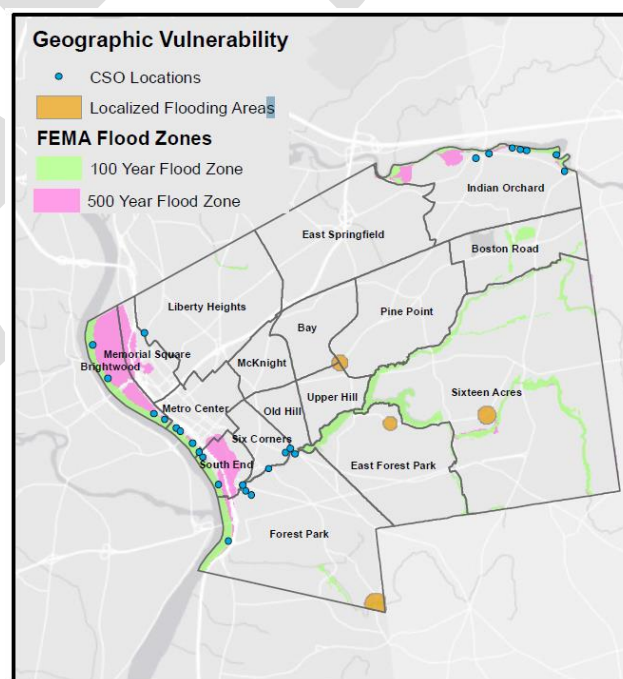 Geographic Vulnerability
CSO Locations
Localized Flooding Areas
FEMA Flood Zones
100 Year Flood Zone
500 Year Flood Zone
Indian Orchard
East Springfield
Boston Road
Liberty Heights
Pine Point
Bay
Memorial Square
Brightwood
McKnight
Upper Hill
Sixteen Acres
Metro Center
Old Hill
Six Corners
South End
East Forest Park
Forest Park